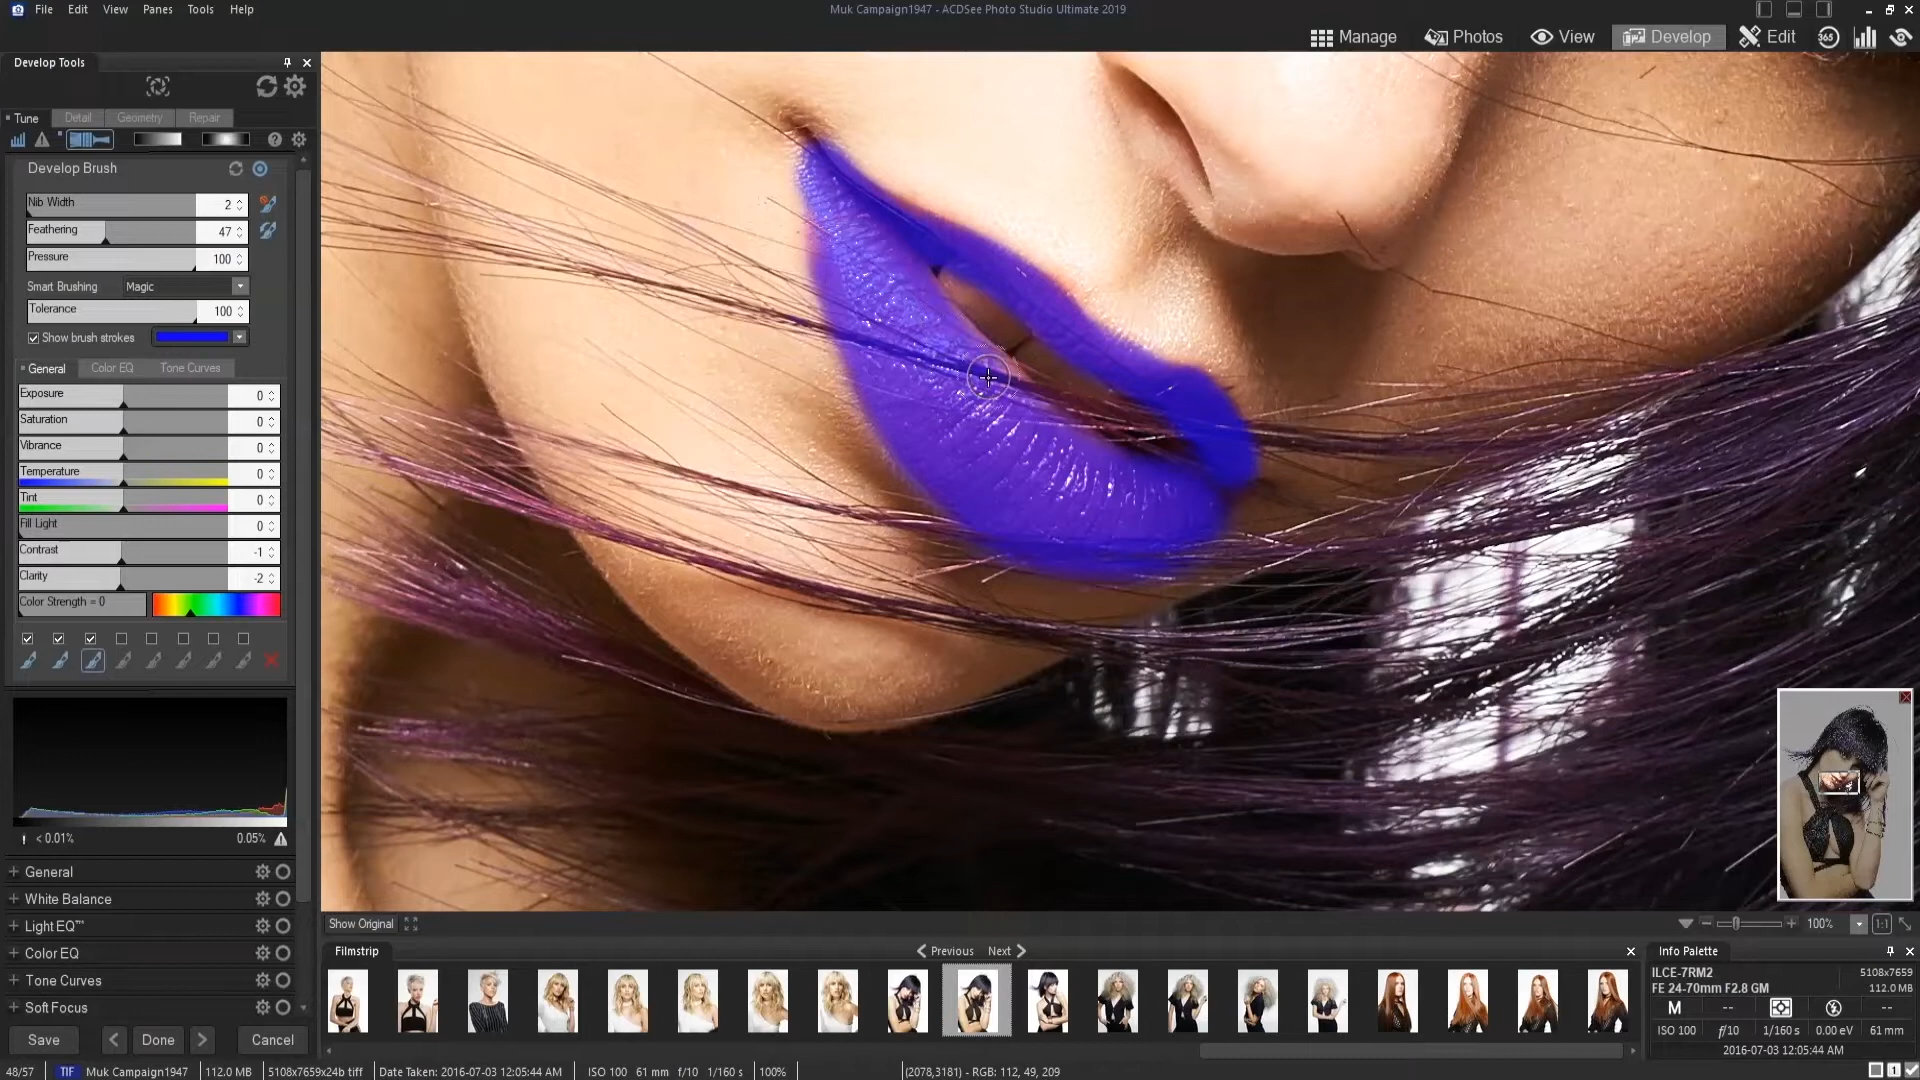 File Edit View Panes Tools Help
Muk Campaign1947 - ACDSee Photo Studio Ultimate 2019
Manage Photos View Develop Edit 365
Develop Tools
Tune Detail Geometry Repair
Develop Brush
Nib Width 2
Feathering 47
Pressure 100
Smart Brushing Magic
Tolerance 100
Show brush strokes
General Color EQ Tone Curves
Exposure 0
Saturation 0
Vibrance 0
Temperature 0
Tint 0
Fill Light 0
Contrast -1
Clarity -2
Color Strength = 0
< 0.01% 0.05%
General
White Balance
Light EQ™
Color EQ
Tone Curves
Soft Focus
Save Done Cancel
Show Original
100% 1:1
Filmstrip Previous Next
Info Palette
ILCE-7RM2 5108x7659
FE 24-70mm F2.8 GM 112.0 MB
M -- --
ISO 100 f/10 1/160 s 0.00 eV 61 mm
2016-07-03 12:05:44 AM
48/57 TIF Muk Campaign1947 112.0 MB 5108x7659x24b tiff Date Taken: 2016-07-03 12:05:44 AM ISO 100 61 mm f/10 1/160 s 100% (2078,3181) - RGB: 112, 49, 209 1